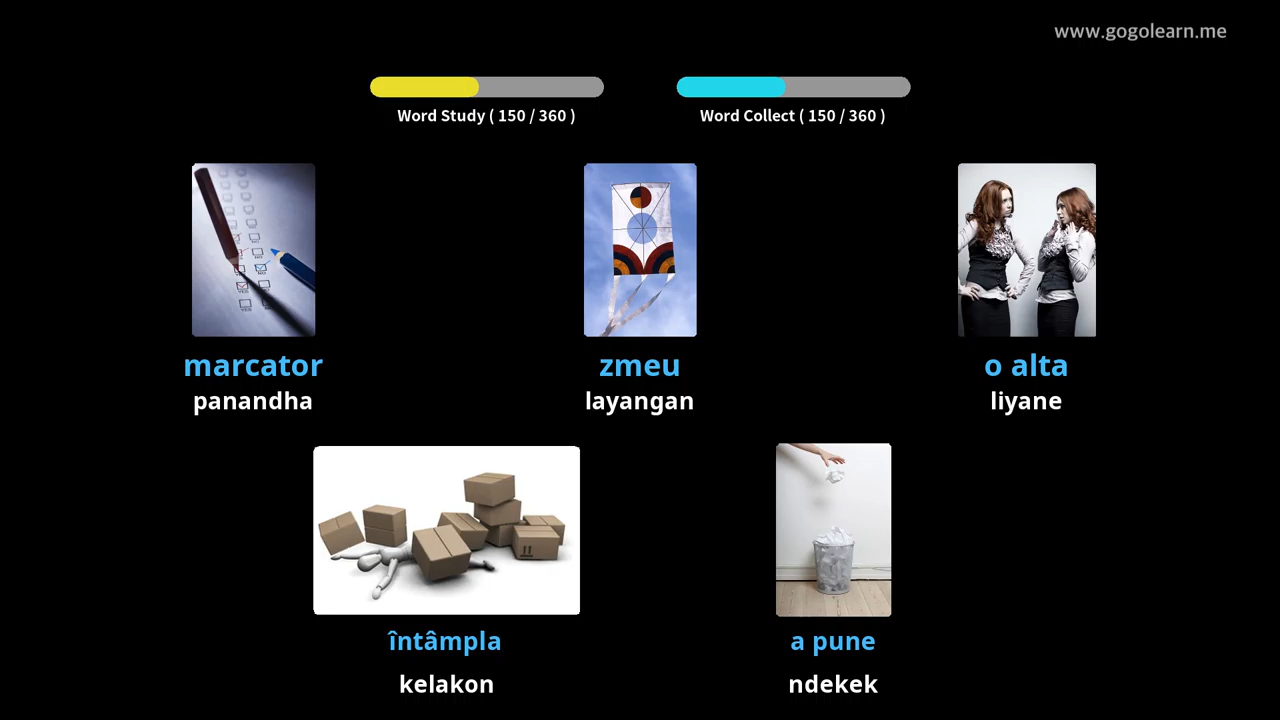 www.gogolearn.me
Word Study ( 150 / 360 )
Word Collect ( 150 / 360 )
marcator
panandha
zmeu
layangan
o alta
liyane
întâmpla
kelakon
a pune
ndekek